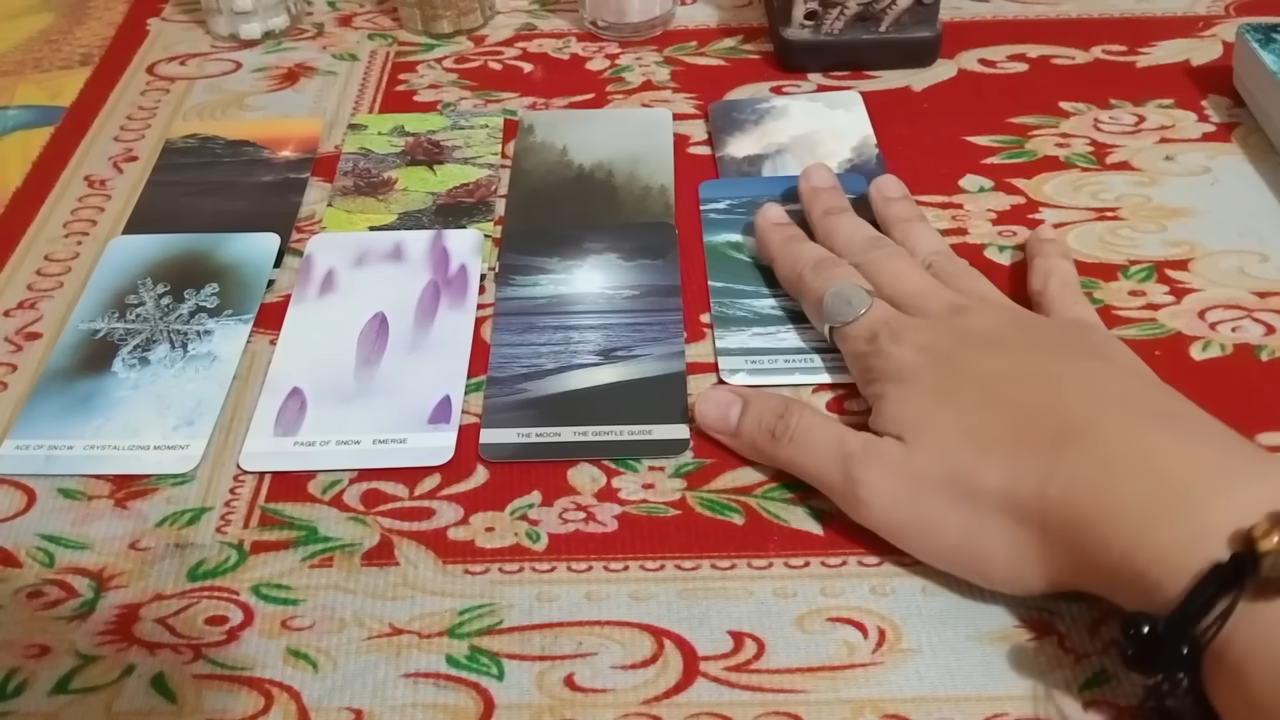 ACE OF SNOW CRYSTALLIZING MOMENT
PAGE OF SNOW EMERGE
THE MOON THE GENTLE GUIDE
TWO OF WAVES